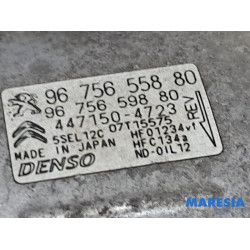 96 756 558 80
96 756 598 80
447150-4723
5SEL12C 07T15575
HFO1234yf
REV
MADE IN JAPAN
HFC134a
DENSO
ND-OIL12
MARESIA